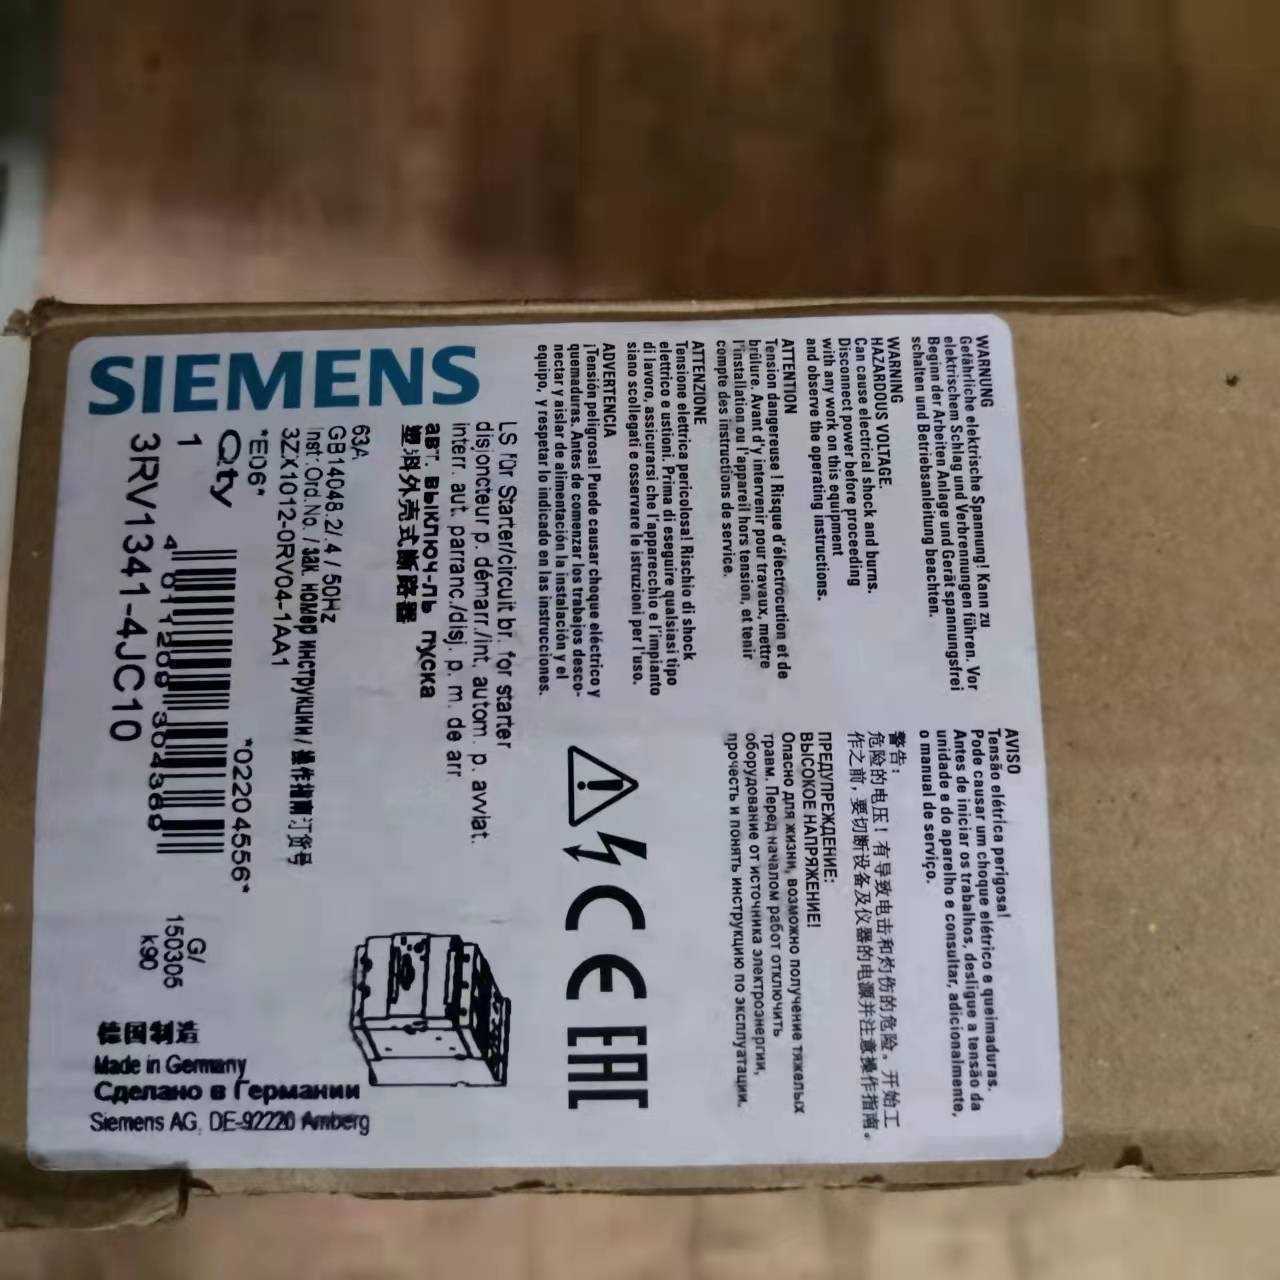 SIEMENS
LS für Starter/circuit br. for starter
disjoncteur p. démarr./int. autom. p. avviat.
interr. aut. parranc./disj. p. m. de arr.
авт. выключ-ль пуска
塑料外壳式断路器
63A
GB14048.2/.4 / 50Hz
Instr.:Ord.No. / зак. номер инструкции / 操作指南订货号
3ZX1012-0RV04-1AA1
*E06*
*02204556*
Qty
1
4 011209 304369
3RV1341-4JC10
G/
150305
k90
德国制造
Made in Germany
Сделано в Германии
Siemens AG, DE-92220 Amberg
WARNUNG
Gefährliche elektrische Spannung! Kann zu
elektrischem Schlag und Verbrennungen führen. Vor
Beginn der Arbeiten Anlage und Gerät spannungsfrei
schalten und Betriebsanleitung beachten.
WARNING
HAZARDOUS VOLTAGE.
Can cause electrical shock and burns.
Disconnect power before proceeding
with any work on this equipment
and observe the operating instructions.
ATTENTION
Tension dangereuse ! Risque d'électrocution et de
brûlure. Avant d'y intervenir pour travaux, mettre
l'installation ou l'appareil hors tension, et tenir
compte des instructions de service.
ATTENZIONE
Tensione elettrica pericolosa! Rischio di shock
elettrico e ustioni. Prima di eseguire qualsiasi tipo
di lavoro, assicurarsi che l'apparecchio e l'impianto
siano scollegati e osservare le istruzioni per l'uso.
ADVERTENCIA
¡Tensión peligrosa! Puede causar choque eléctrico y
quemaduras. Antes de comenzar los trabajos desco-
nectar y aislar de alimentación la instalación y el
equipo, y respetar lo indicado en las instrucciones.
AVISO
Tensão elétrica perigosa!
Pode causar um choque elétrico e queimaduras.
Antes de iniciar os trabalhos, desligue a tensão da
unidade e do aparelho e consultar, adicionalmente,
o manual de serviço.
警告：
危险的电压！有导致电击和灼伤的危险。开始工
作之前，要切断设备及仪器的电源并注意操作指南。
ПРЕДУПРЕЖДЕНИЕ:
ВЫСОКОЕ НАПРЯЖЕНИЕ!
Опасно для жизни, возможно получение тяжелых
травм. Перед началом работ отключить
оборудование от источника электроэнергии,
прочесть и понять инструкцию по эксплуатации.
CE EAC